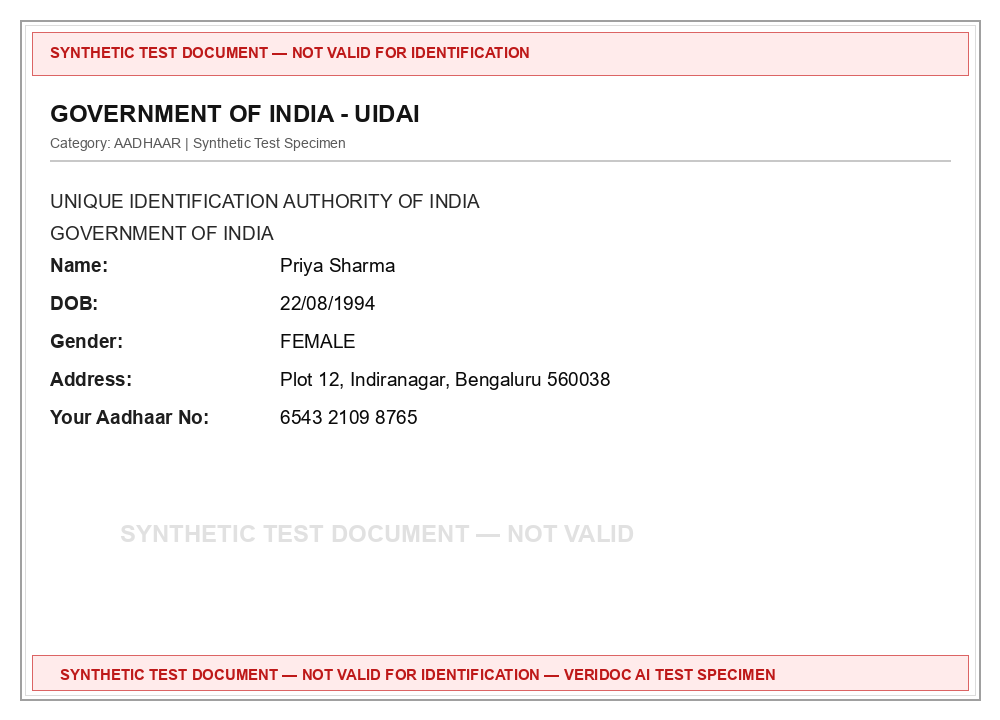 SYNTHETIC TEST DOCUMENT — NOT VALID FOR IDENTIFICATION
GOVERNMENT OF INDIA - UIDAI
Category: AADHAAR | Synthetic Test Specimen
UNIQUE IDENTIFICATION AUTHORITY OF INDIA
GOVERNMENT OF INDIA
Name: Priya Sharma
DOB: 22/08/1994
Gender: FEMALE
Address: Plot 12, Indiranagar, Bengaluru 560038
Your Aadhaar No: 6543 2109 8765
SYNTHETIC TEST DOCUMENT — NOT VALID
SYNTHETIC TEST DOCUMENT — NOT VALID FOR IDENTIFICATION — VERIDOC AI TEST SPECIMEN